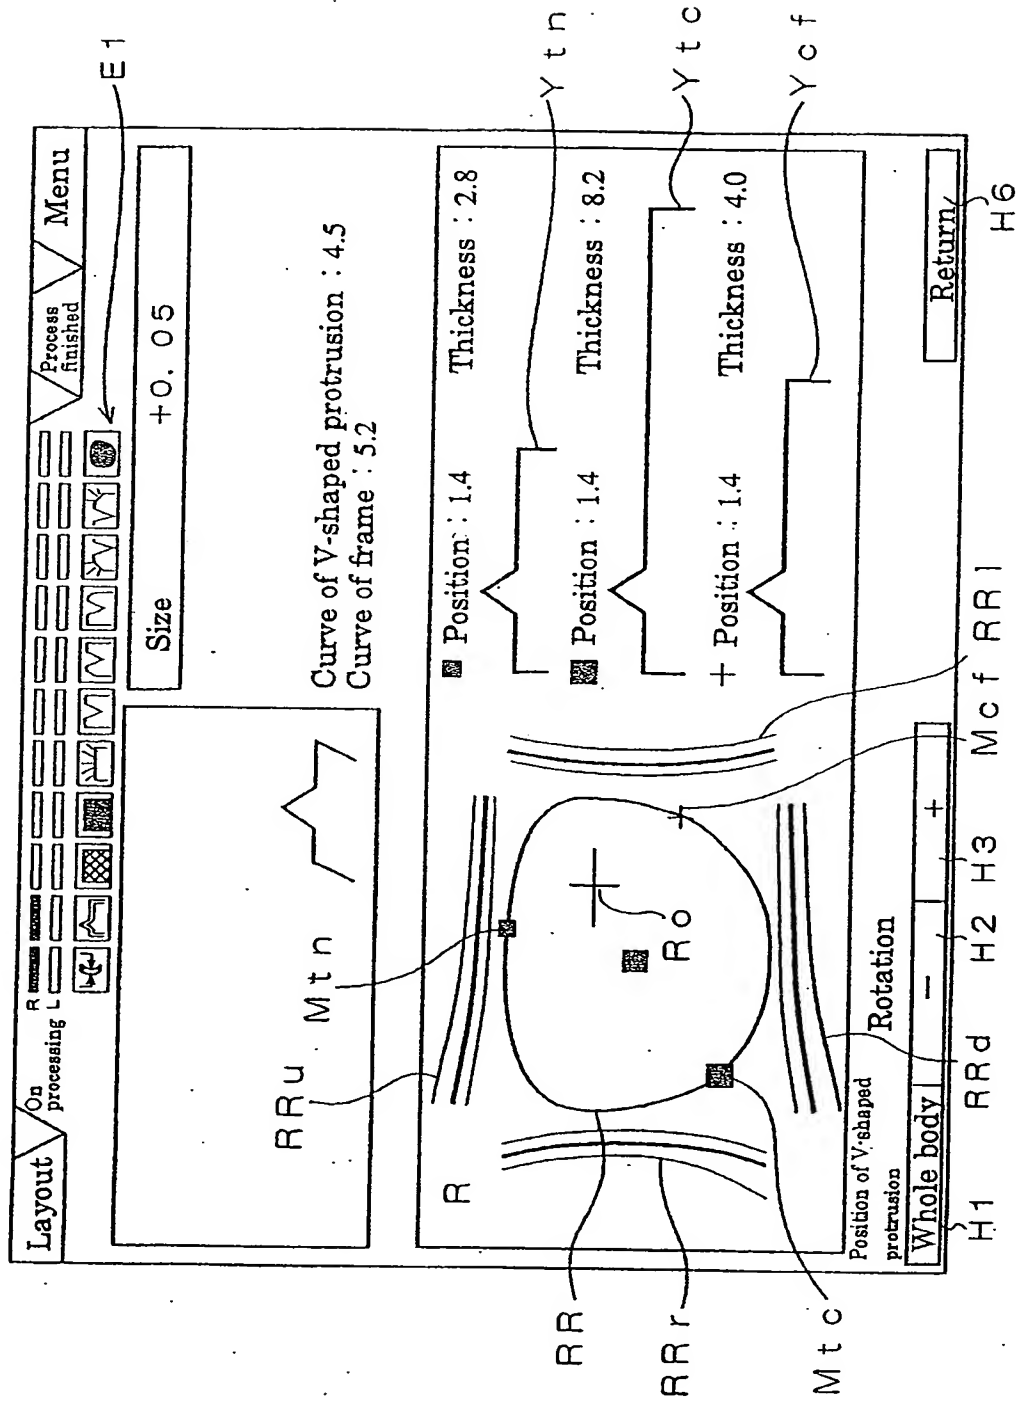 E1
Layout
On processing
R
L
Process finished
Menu
Size
+0.05
Curve of V-shaped protrusion : 4.5
Curve of frame : 5.2
RRu
Mtn
R
Ro
Position : 1.4
Thickness : 2.8
Position : 1.4
Thickness : 8.2
+ Position : 1.4
Thickness : 4.0
Ytn
Ytc
Ycf
RR
RRr
Mtc
Position of V-shaped protrusion
Rotation
Whole body
−
+
Return
H1
RRd
H2
H3
Mcf
RRl
H6